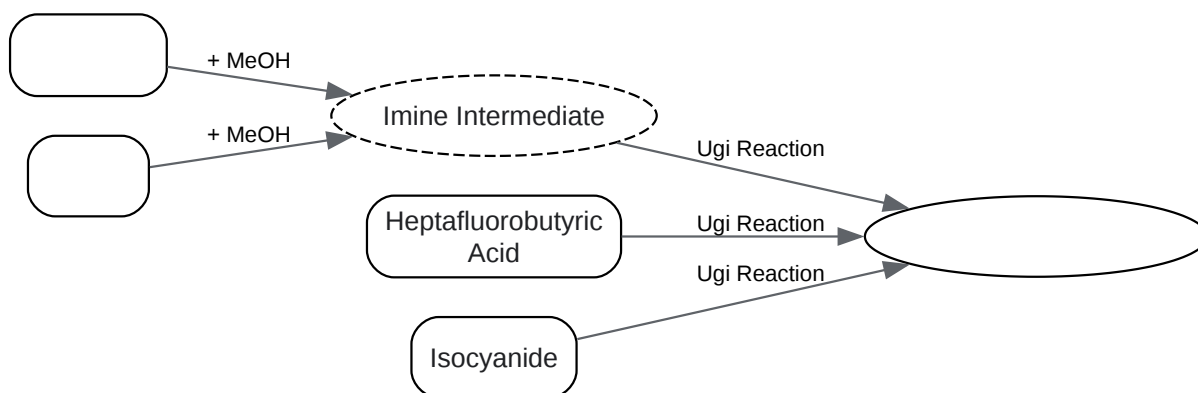 + MeOH
Imine Intermediate
+ MeOH
Ugi Reaction
Heptafluorobutyric
Acid
Ugi Reaction
Ugi Reaction
Isocyanide